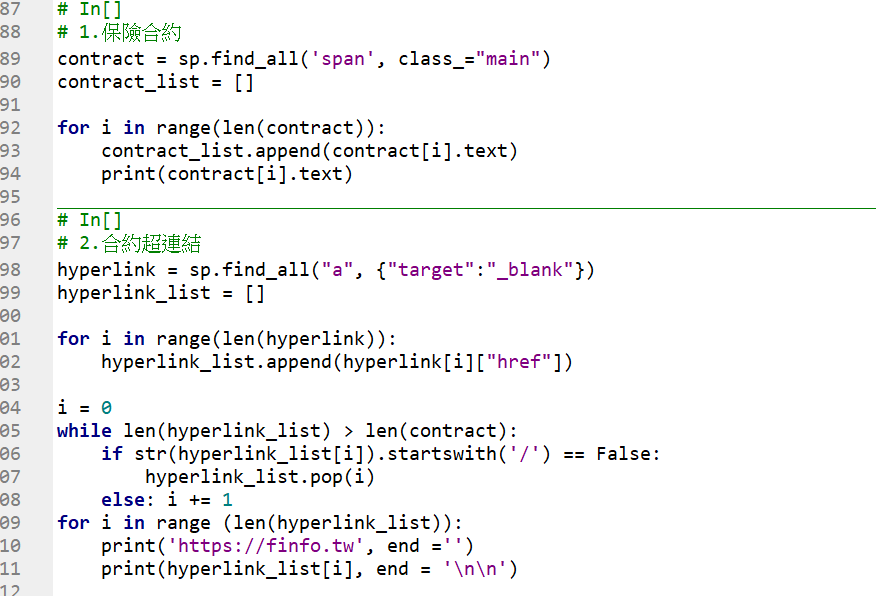 87 # In[]
88 # 1.保險合約
89 contract = sp.find_all('span', class_="main")
90 contract_list = []
91
92 for i in range(len(contract)):
93     contract_list.append(contract[i].text)
94     print(contract[i].text)
95
96 # In[]
97 # 2.合約超連結
98 hyperlink = sp.find_all("a", {"target":"_blank"})
99 hyperlink_list = []
00
01 for i in range(len(hyperlink)):
02     hyperlink_list.append(hyperlink[i]["href"])
03
04 i = 0
05 while len(hyperlink_list) > len(contract):
06     if str(hyperlink_list[i]).startswith('/') == False:
07         hyperlink_list.pop(i)
08     else: i += 1
09 for i in range (len(hyperlink_list)):
10     print('https://finfo.tw', end ='')
11     print(hyperlink_list[i], end = '\n\n')
12